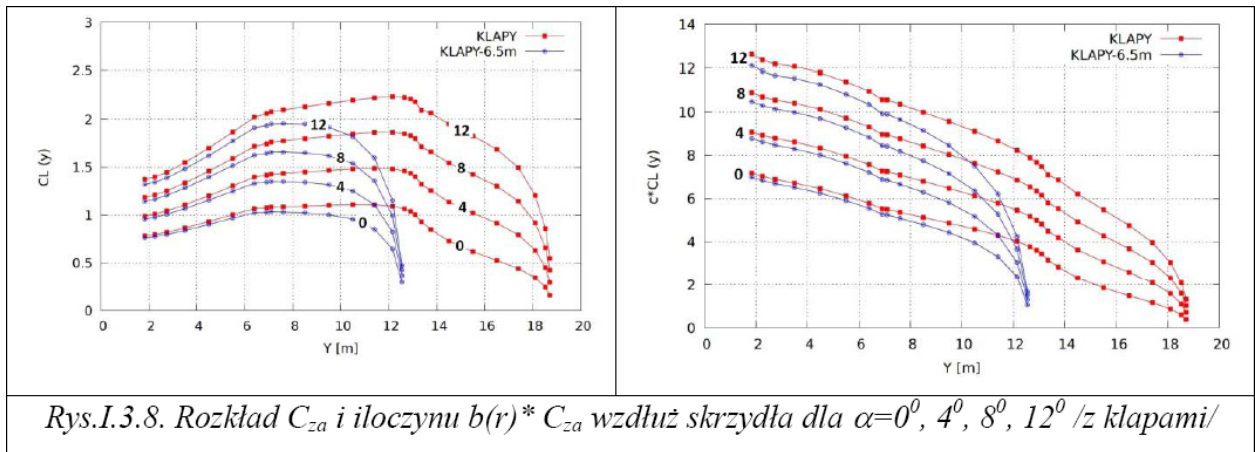 3
2.5
2
1.5
1
0.5
0
CL (y)
KLAPY
KLAPY-6.5m
12
8
4
0
12
8
4
0
0 2 4 6 8 10 12 14 16 18 20
Y [m]
14
12
10
8
6
4
2
0
c*CL (y)
KLAPY
KLAPY-6.5m
12
8
4
0
0 2 4 6 8 10 12 14 16 18 20
Y [m]
Rys.I.3.8. Rozkład Cza i iloczynu b(r)* Cza wzdłuż skrzydła dla α=0⁰, 4⁰, 8⁰, 12⁰ /z klapami/